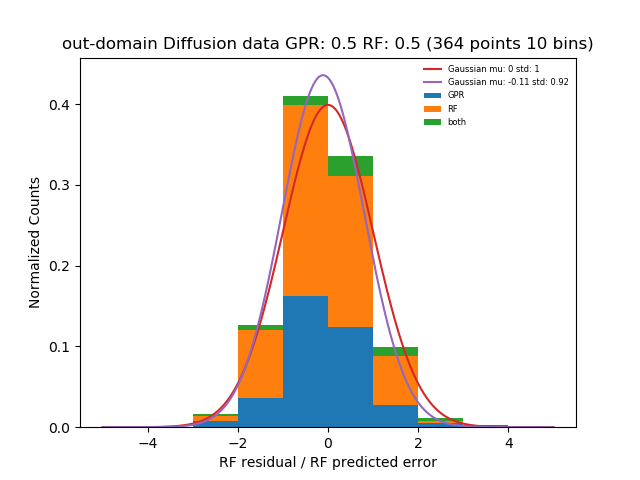 out-domain Diffusion data GPR: 0.5 RF: 0.5 (364 points 10 bins)
Gaussian mu: 0 std: 1
Gaussian mu: -0.11 std: 0.92
GPR
RF
both
Normalized Counts
0.4
0.3
0.2
0.1
0.0
−4
−2
0
2
4
RF residual / RF predicted error